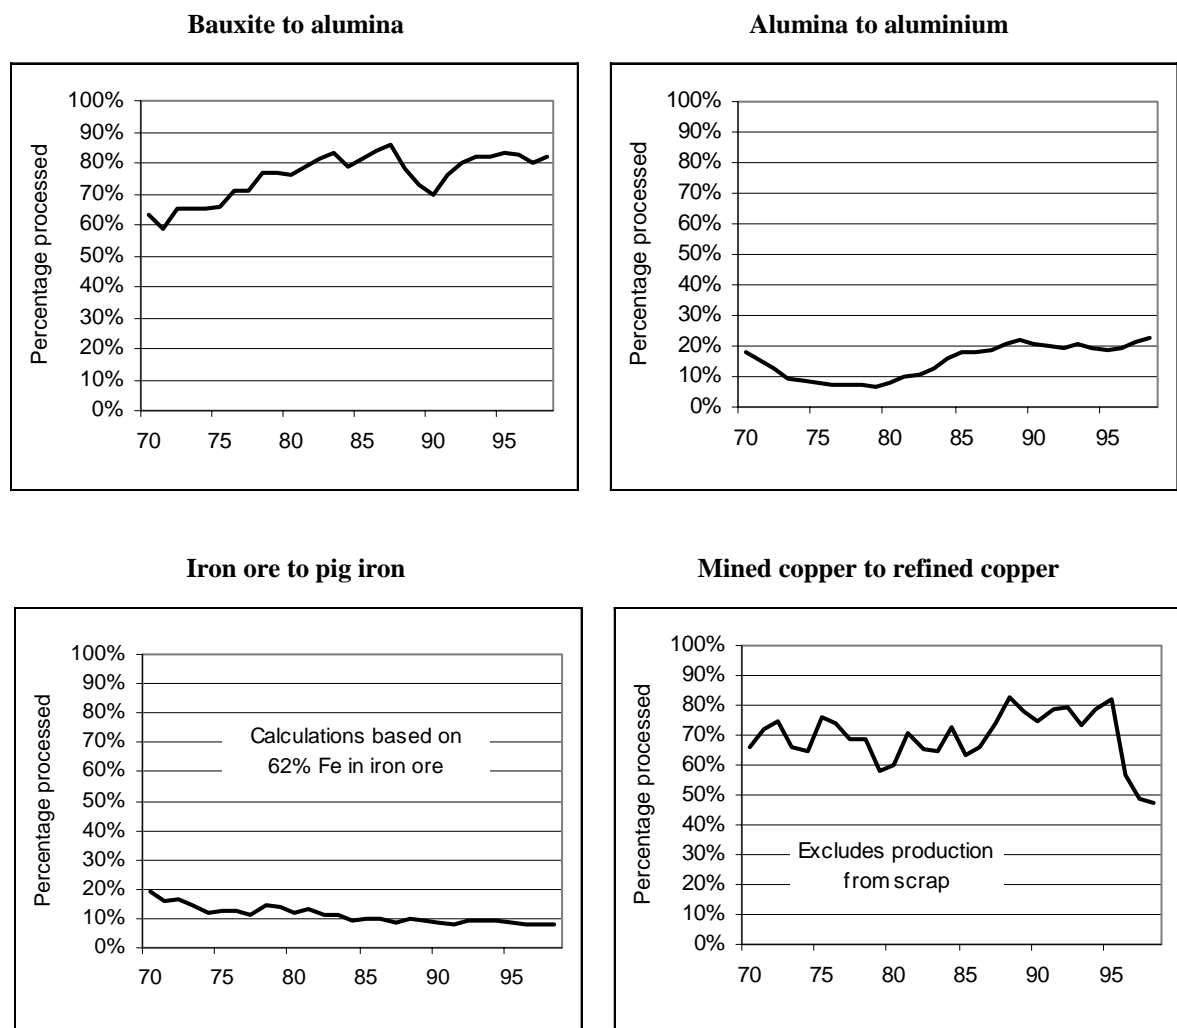 Bauxite to alumina
Percentage processed
100%
90%
80%
70%
60%
50%
40%
30%
20%
10%
0%
70 75 80 85 90 95
Alumina to aluminium
Percentage processed
100%
90%
80%
70%
60%
50%
40%
30%
20%
10%
0%
70 75 80 85 90 95
Iron ore to pig iron
Percentage processed
100%
90%
80%
70%
60%
50%
40%
30%
20%
10%
0%
Calculations based on
62% Fe in iron ore
70 75 80 85 90 95
Mined copper to refined copper
Percentage processed
100%
90%
80%
70%
60%
50%
40%
30%
20%
10%
0%
Excludes production
from scrap
70 75 80 85 90 95